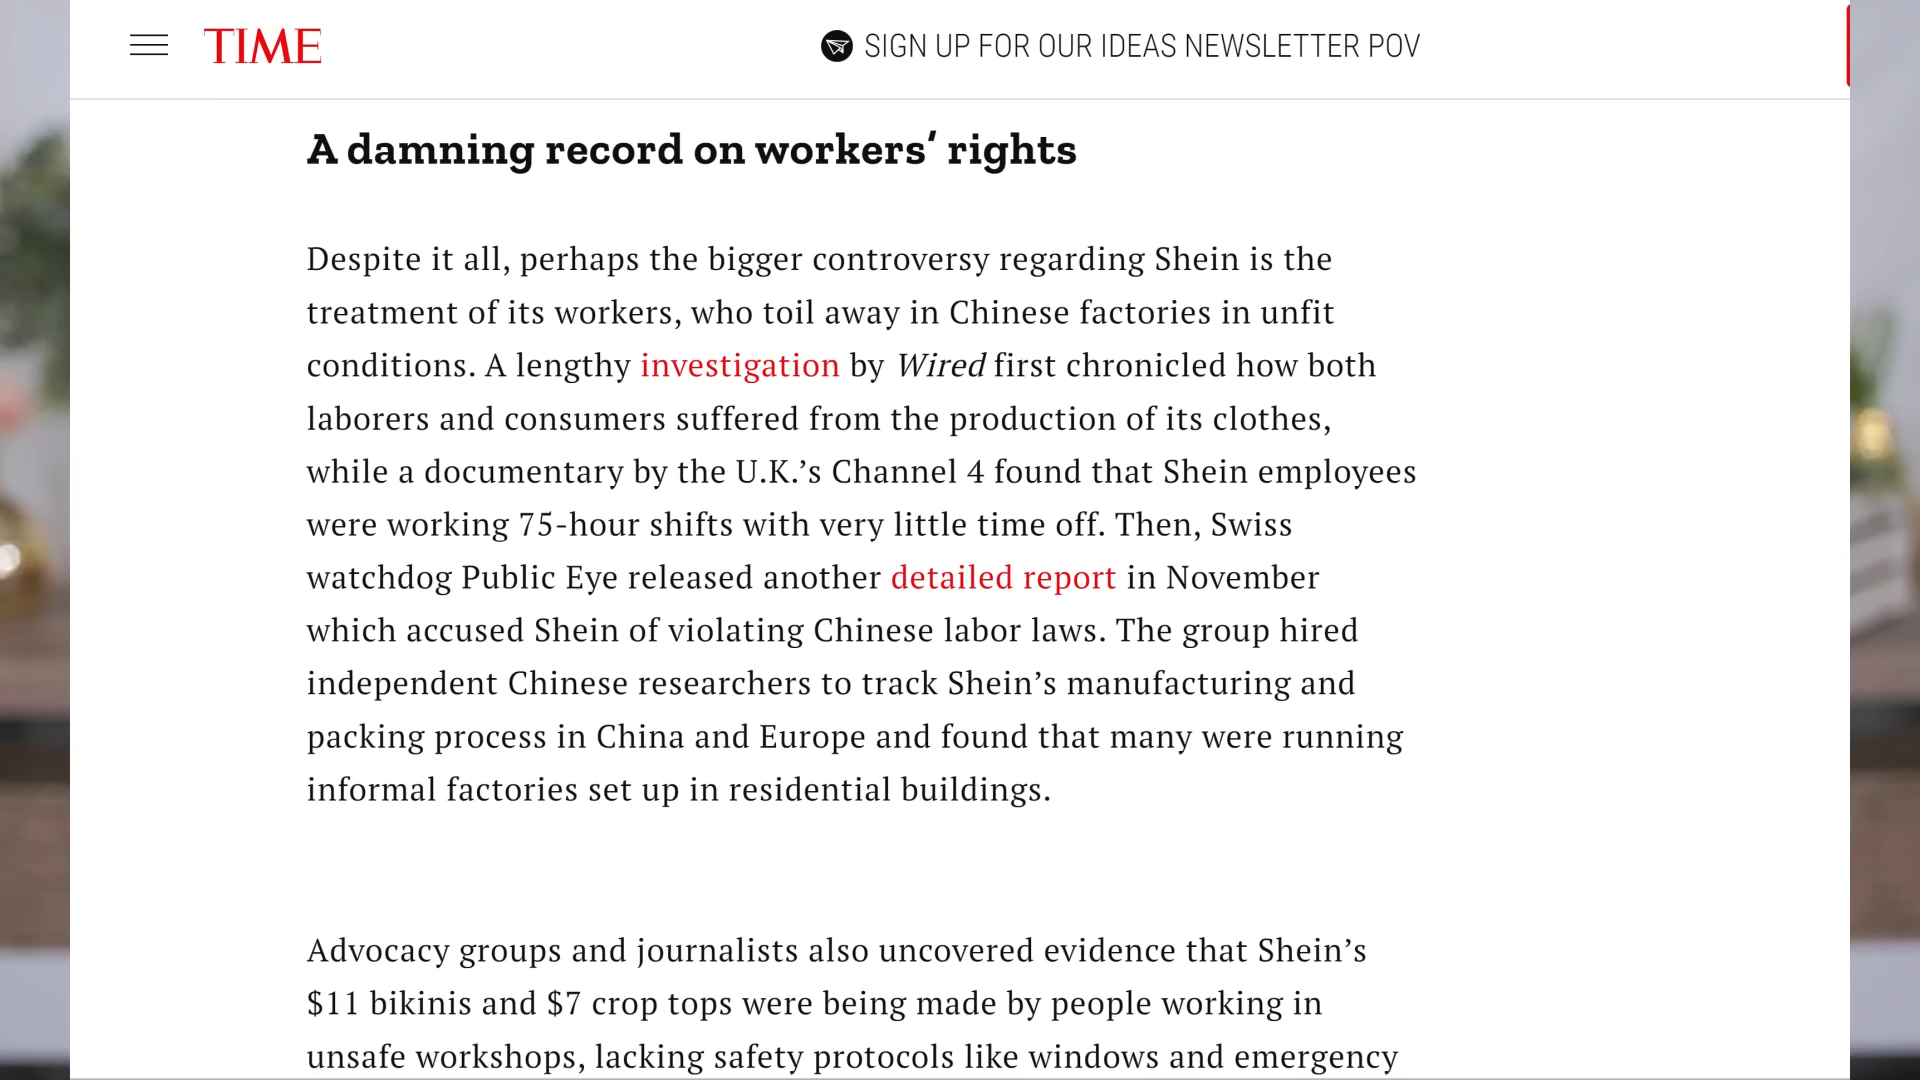 TIME
SIGN UP FOR OUR IDEAS NEWSLETTER POV
A damning record on workers’ rights
Despite it all, perhaps the bigger controversy regarding Shein is the
treatment of its workers, who toil away in Chinese factories in unfit
conditions. A lengthy investigation by Wired first chronicled how both
laborers and consumers suffered from the production of its clothes,
while a documentary by the U.K.’s Channel 4 found that Shein employees
were working 75-hour shifts with very little time off. Then, Swiss
watchdog Public Eye released another detailed report in November
which accused Shein of violating Chinese labor laws. The group hired
independent Chinese researchers to track Shein’s manufacturing and
packing process in China and Europe and found that many were running
informal factories set up in residential buildings.
Advocacy groups and journalists also uncovered evidence that Shein’s
$11 bikinis and $7 crop tops were being made by people working in
unsafe workshops, lacking safety protocols like windows and emergency